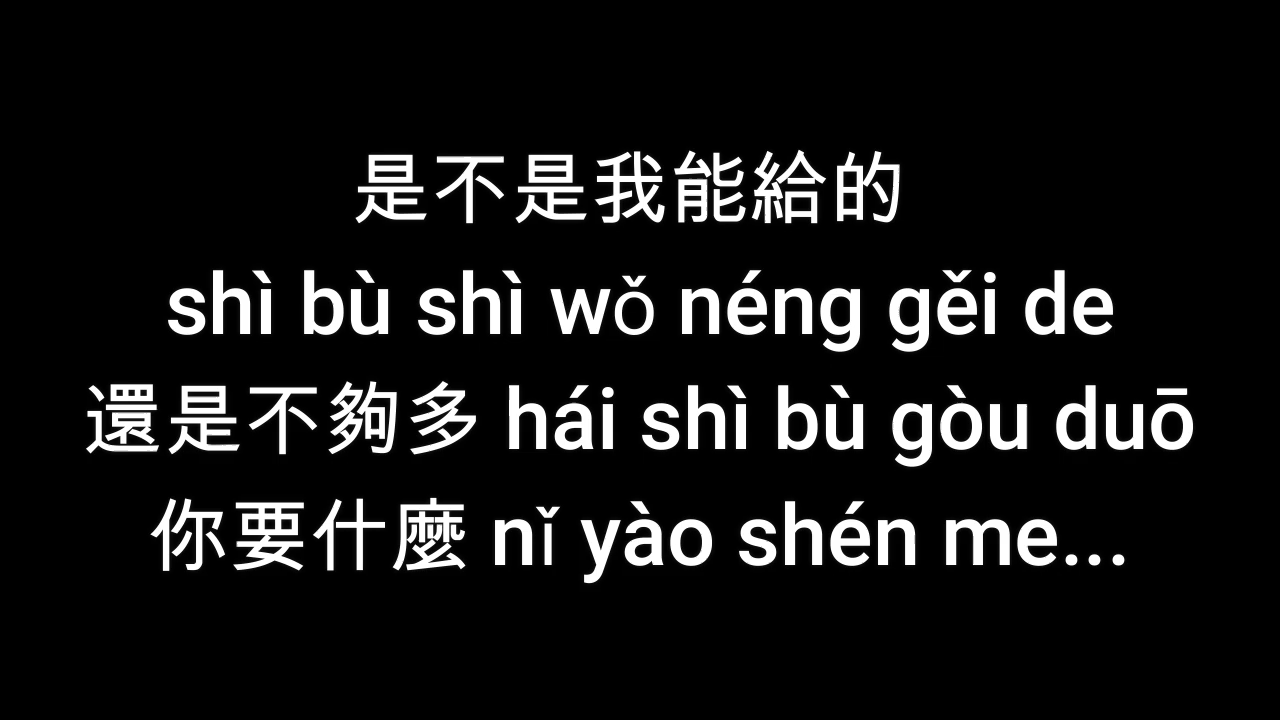 是不是我能給的
shì bù shì wǒ néng gěi de
還是不夠多 hái shì bù gòu duō
你要什麼 nǐ yào shén me...